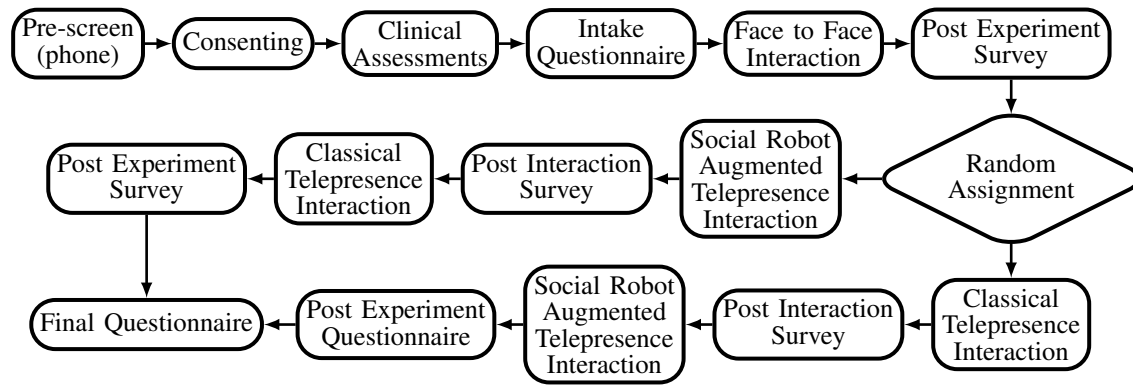 Pre-screen
(phone)
Consenting
Clinical
Assessments
Intake
Questionnaire
Face to Face
Interaction
Post Experiment
Survey
Random
Assignment
Social Robot
Augmented
Telepresence
Interaction
Post Interaction
Survey
Classical
Telepresence
Interaction
Post Experiment
Survey
Classical
Telepresence
Interaction
Post Interaction
Survey
Social Robot
Augmented
Telepresence
Interaction
Post Experiment
Questionnaire
Final Questionnaire